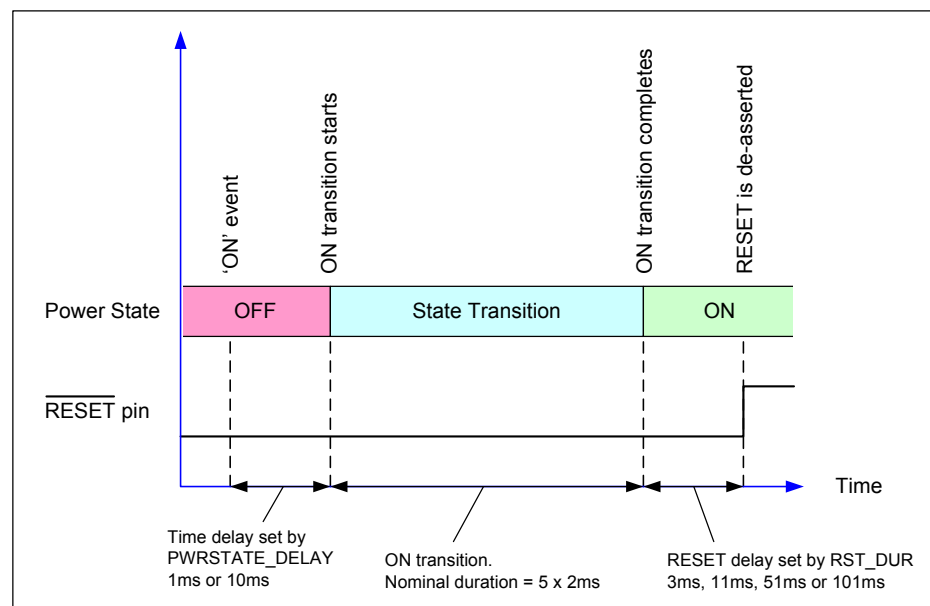 'ON' event
ON transition starts
ON transition completes
RESET is de-asserted
Power State
OFF
State Transition
ON
RESET pin
Time
Time delay set by
PWRSTATE_DELAY
1ms or 10ms
ON transition.
Nominal duration = 5 x 2ms
RESET delay set by RST_DUR
3ms, 11ms, 51ms or 101ms